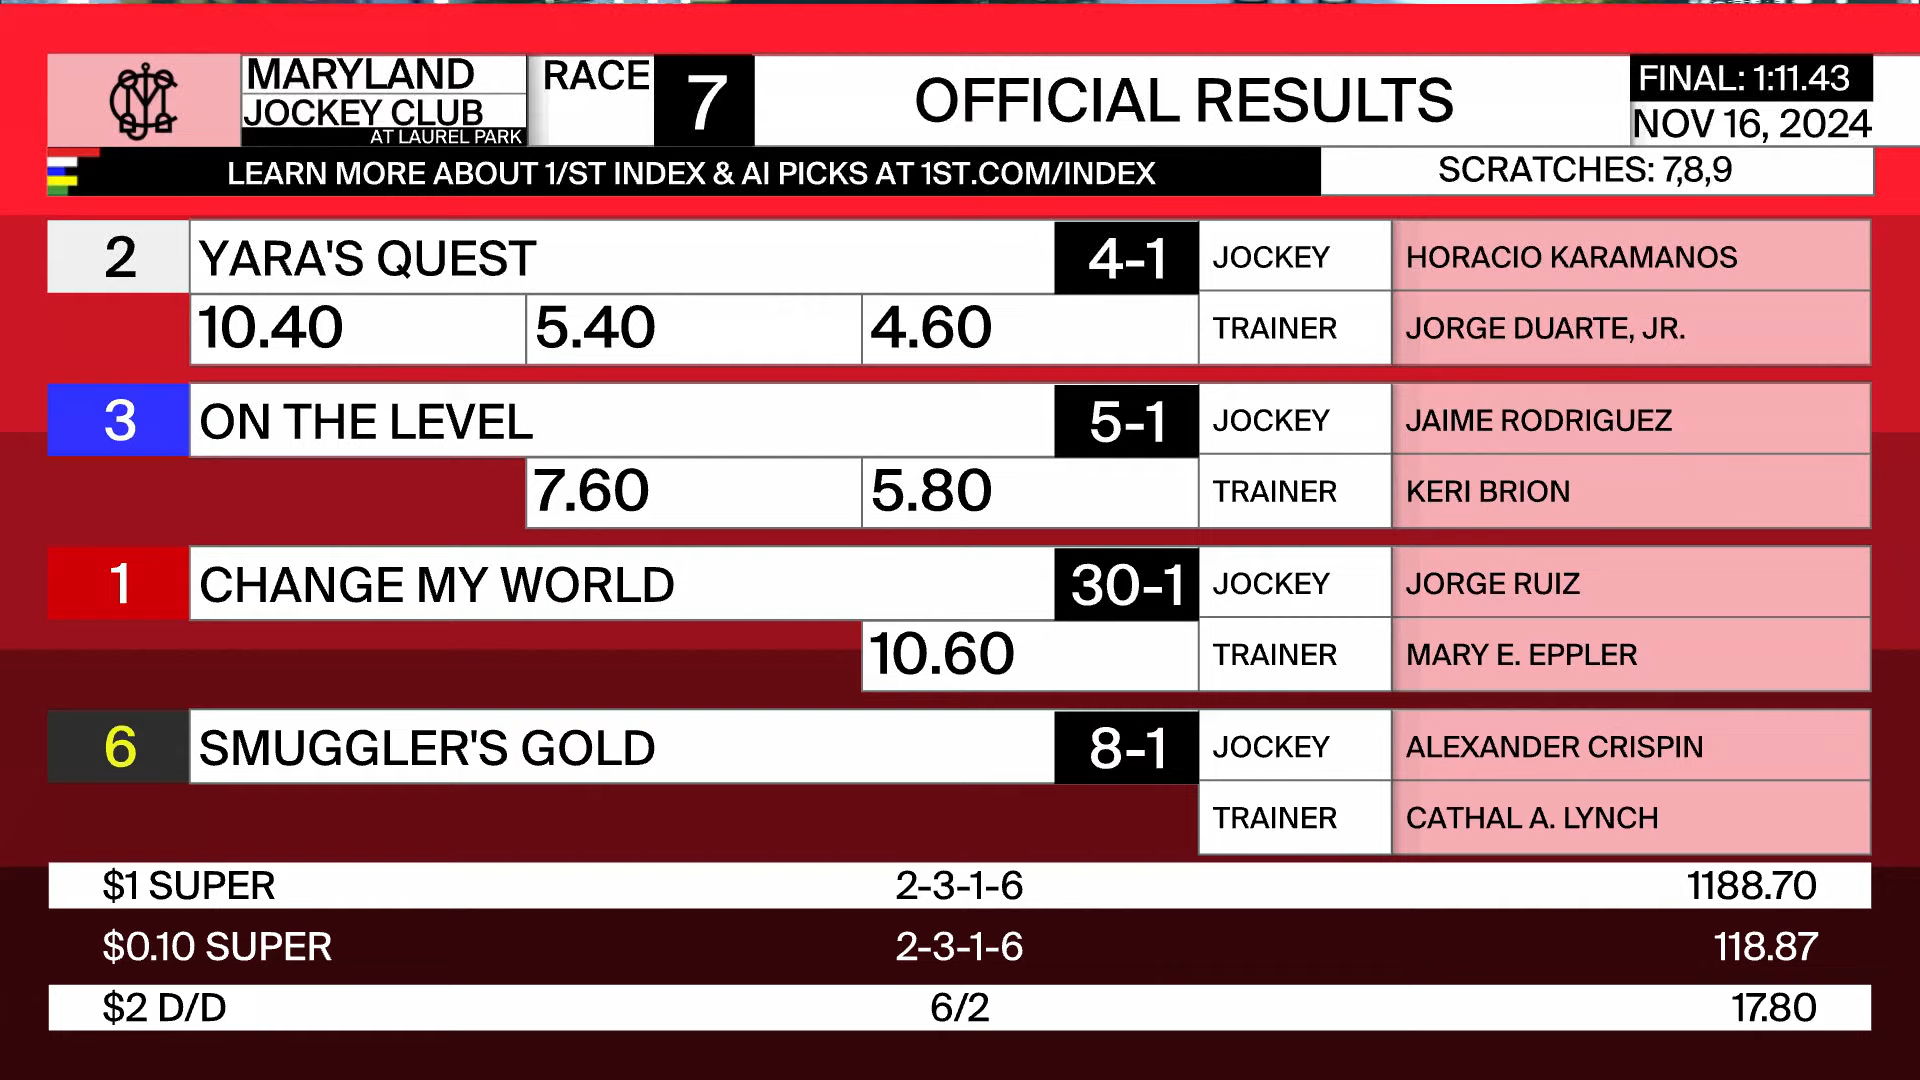 MARYLAND
JOCKEY CLUB
AT LAUREL PARK
RACE 7
OFFICIAL RESULTS
FINAL: 1:11.43
NOV 16, 2024
LEARN MORE ABOUT 1/ST INDEX & AI PICKS AT 1ST.COM/INDEX
SCRATCHES: 7,8,9
2 YARA'S QUEST 4-1 JOCKEY HORACIO KARAMANOS
10.40 5.40 4.60 TRAINER JORGE DUARTE, JR.
3 ON THE LEVEL 5-1 JOCKEY JAIME RODRIGUEZ
7.60 5.80 TRAINER KERI BRION
1 CHANGE MY WORLD 30-1 JOCKEY JORGE RUIZ
10.60 TRAINER MARY E. EPPLER
6 SMUGGLER'S GOLD 8-1 JOCKEY ALEXANDER CRISPIN
TRAINER CATHAL A. LYNCH
$1 SUPER 2-3-1-6 1188.70
$0.10 SUPER 2-3-1-6 118.87
$2 D/D 6/2 17.80